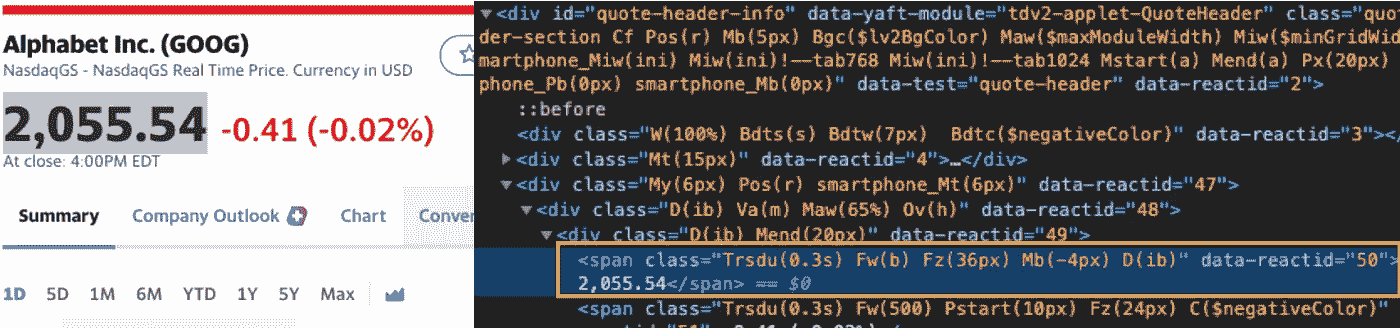 Alphabet Inc. (GOOG)
NasdaqGS - NasdaqGS Real Time Price. Currency in USD
2,055.54 -0.41 (-0.02%)
At close: 4:00PM EDT
Summary Company Outlook Chart Conver
1D 5D 1M 6M YTD 1Y 5Y Max
▼<div id="quote-header-info" data-yaft-module="tdv2-applet-QuoteHeader" class="quo
der-section Cf Pos(r) Mb(5px) Bgc($lv2BgColor) Maw($maxModuleWidth) Miw($minGridWid
martphone_Miw(ini) Miw(ini)!--tab768 Miw(ini)!--tab1024 Mstart(a) Mend(a) Px(20px)
phone_Pb(0px) smartphone_Mb(0px)" data-test="quote-header" data-reactid="2">
::before
<div class="W(100%) Bdts(s) Bdtw(7px)  Bdtc($negativeColor)" data-reactid="3"></
▶<div class="Mt(15px)" data-reactid="4">…</div>
▼<div class="My(6px) Pos(r) smartphone_Mt(6px)" data-reactid="47">
▼<div class="D(ib) Va(m) Maw(65%) Ov(h)" data-reactid="48">
▼<div class="D(ib) Mend(20px)" data-reactid="49">
<span class="Trsdu(0.3s) Fw(b) Fz(36px) Mb(-4px) D(ib)" data-reactid="50">
2,055.54</span> == $0
<span class="Trsdu(0.3s) Fw(500) Pstart(10px) Fz(24px) C($negativeColor)"